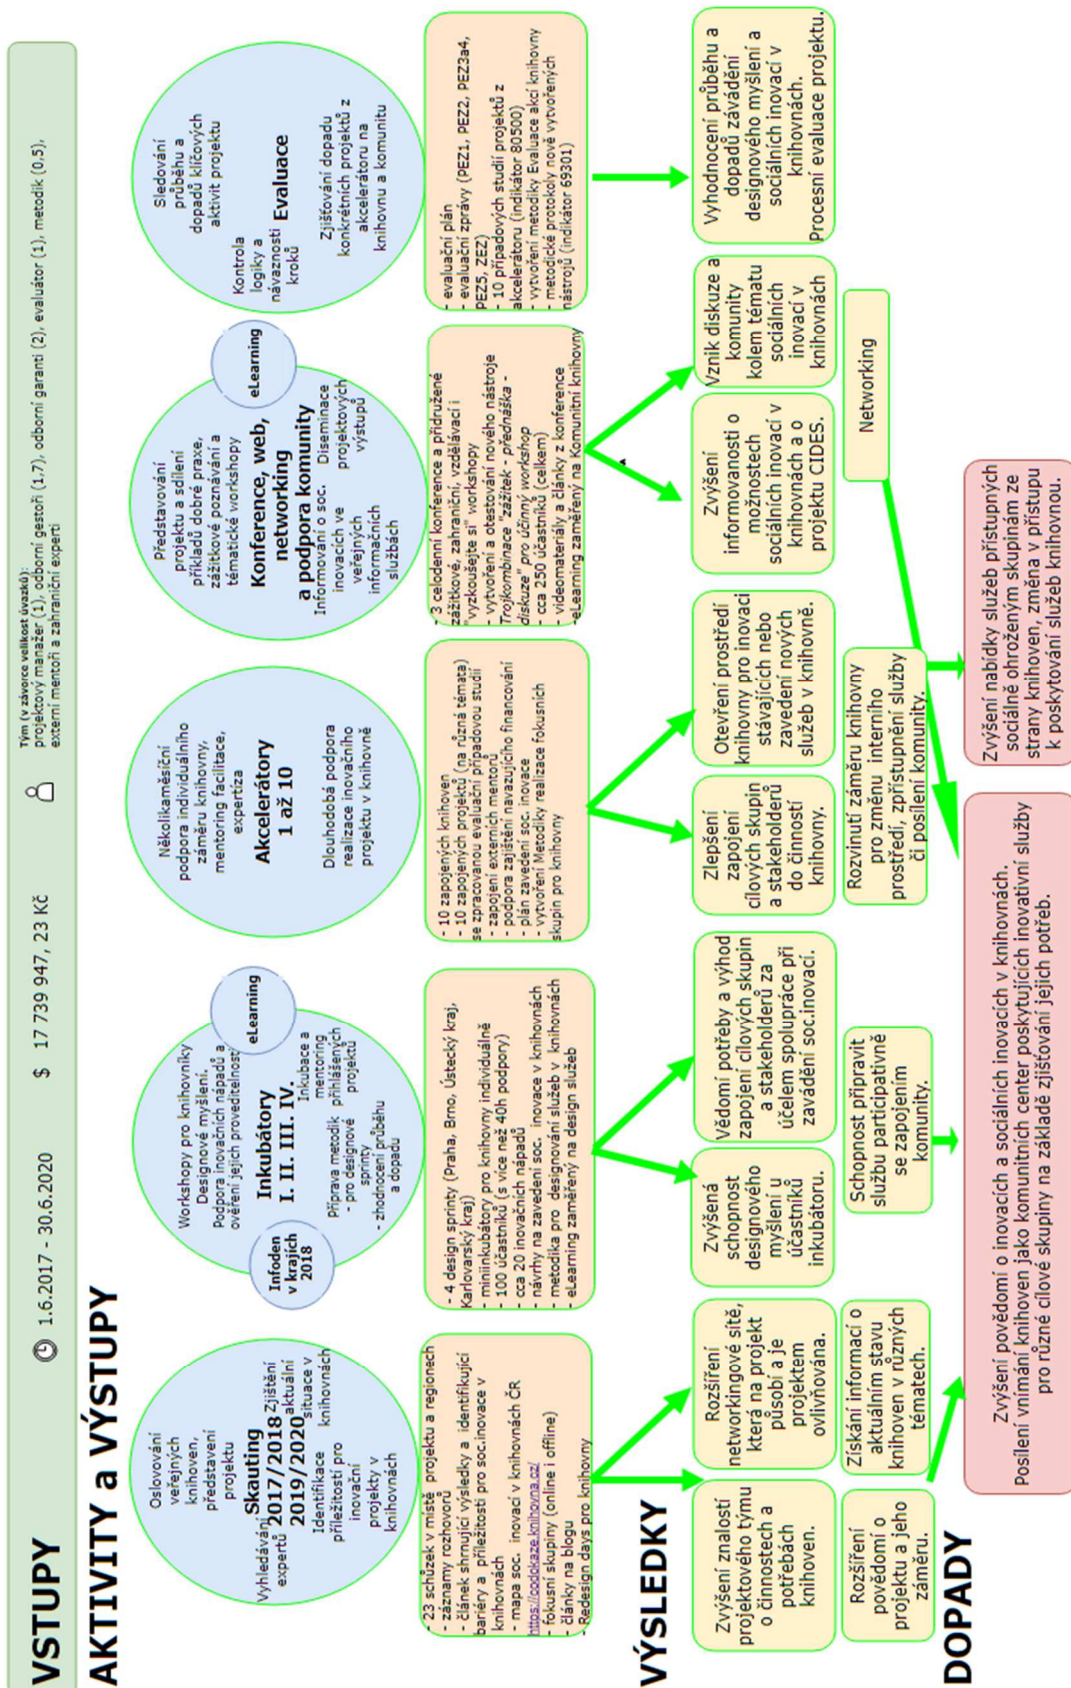 VSTUPY
1.6.2017 - 30.6.2020
$ 17 739 947, 23 Kč
Tým (v závorce velikost úvazků):
projektový manažer (1), odborní gestoři (1,7), odborní garanti (2), evaluátor (1), metodik (0,5),
externí mentoři a zahraniční experti
AKTIVITY a VÝSTUPY
Oslovování
veřejných
knihoven,
představení
projektu
Skauting
2017/2018
2019/2020
Vyhledávání
expertů
Zjištění
aktuální
situace v
knihovnách
Identifikace
příležitostí pro
inovační
projekty v
knihovnách
- 23 schůzek v místě projektu a regionech
- záznamy rozhovorů
- článek shrnující výsledky a identifikující
bariéry a příležitosti pro soc.inovace v
knihovnách
- mapa soc. inovací v knihovnách ČR
https://codokaze.knihovna.cz/
- fokusní skupiny (online i offline)
- články na blogu
- Redesign days pro knihovny
Infoden
v krajích
2018
Workshopy pro knihovníky
Designové myšlení.
Podpora inovačních nápadů a
ověření jejich proveditelnosti
eLearning
Inkubátory
I. II. III. IV.
Inkubace a
mentoring
přihlášených
projektů
Příprava metodik
- pro designové
sprinty
- zhodnocení průběhu
a dopadu
- 4 design sprinty (Praha, Brno, Ústecký kraj,
Karlovarský kraj)
- miniinkubátory pro knihovny individuálně
- 100 účastníků (s více než 40h podpory)
- cca 20 inovačních nápadů
- návrhy na zavedení soc. inovace v knihovnách
- metodika pro designování služeb v knihovnách
- eLearning zaměřený na design služeb
Několikaměsíční
podpora individuálního
záměru knihovny,
mentoring facilitace,
expertíza
Akcelerátory
1 až 10
Dlouhodobá podpora
realizace inovačního
projektu v knihovně
- 10 zapojených knihoven
- 10 zapojených projektů (na různá témata)
se zpracovanou evaluační případovou studií
- zapojení externích mentorů
- podpora zajištění navazujícího financování
- plán zavedení soc. inovace
- vytvoření Metodiky realizace fokusních
skupin pro knihovny
Představování
projektu a sdílení
příkladů dobré praxe,
zážitkové poznávání a
tématické workshopy
eLearning
Konference, web,
networking
a podpora komunity
Informování o soc.
inovacích ve
veřejných
informačních
službách
Diseminace
projektových
výstupů
- 3 celodenní konference a přidružené
zážitkové, zahraniční, vzdělávací i
"vyzkoušejte si" workshopy
- vytvoření a otestování nového nástroje
Trojkombinace "zážitek - přednáška -
diskuze" pro účinný workshop
- cca 250 účastníků (celkem)
- videomateriály a články z konference
-eLearning zaměřený na Komunitní knihovny
Sledování
průběhu a
dopadů klíčových
aktivit projektu
Kontrola
logiky a
návaznosti
kroků
Evaluace
Zjišťování dopadu
konkrétních projektů z
akcelerátoru na
knihovnu a komunitu
- evaluační plán
- evaluační zprávy (PEZ1, PEZ2, PEZ3a4,
PEZ5, ZEZ)
- 10 případových studií projektů z
akcelerátoru (indikátor 80500)
- vytvoření metodiky Evaluace akcí knihovny
- metodické protokoly nově vytvořených
nástrojů (indikátor 69301)
VÝSLEDKY
Zvýšení znalostí
projektového týmu
o činnostech a
potřebách
knihoven.
Rozšíření
networkingové sítě,
která na projekt
působí a je
projektem
ovlivňována.
Zvýšená
schopnost
designového
myšlení u
účastníků
inkubátoru.
Vědomí potřeby a výhod
zapojení cílových skupin
a stakeholderů za
účelem spolupráce při
zavádění soc.inovací.
Zlepšení
zapojení
cílových skupin
a stakeholderů
do činností
knihovny.
Otevření prostředí
knihovny pro inovaci
stávajících nebo
zavedení nových
služeb v knihovně.
Zvýšení
informovanosti o
možnostech
sociálních inovací v
knihovnách a o
projektu CIDES.
Vznik diskuze a
komunity
kolem tématu
sociálních
inovací v
knihovnách
Vyhodnocení průběhu a
dopadů závádění
designového myšlení a
sociálních inovací v
knihovnách.
Procesní evaluace projektu.
Rozšíření
povědomí o
projektu a jeho
záměru.
Získání informací o
aktuálním stavu
knihoven v různých
tématech.
Schopnost připravit
službu participativně
se zapojením
komunity.
Rozvinutí záměru knihovny
pro změnu interního
prostředí, zpřístupnění služby
či posílení komunity.
Networking
DOPADY
Zvýšení povědomí o inovacích a sociálních inovacích v knihovnách.
Posílení vnímání knihoven jako komunitních center poskytujících inovativní služby
pro různé cílové skupiny na základě zjišťování jejich potřeb.
Zvýšení nabídky služeb přístupných
sociálně ohroženým skupinám ze
strany knihoven, změna v přístupu
k poskytování služeb knihovnou.